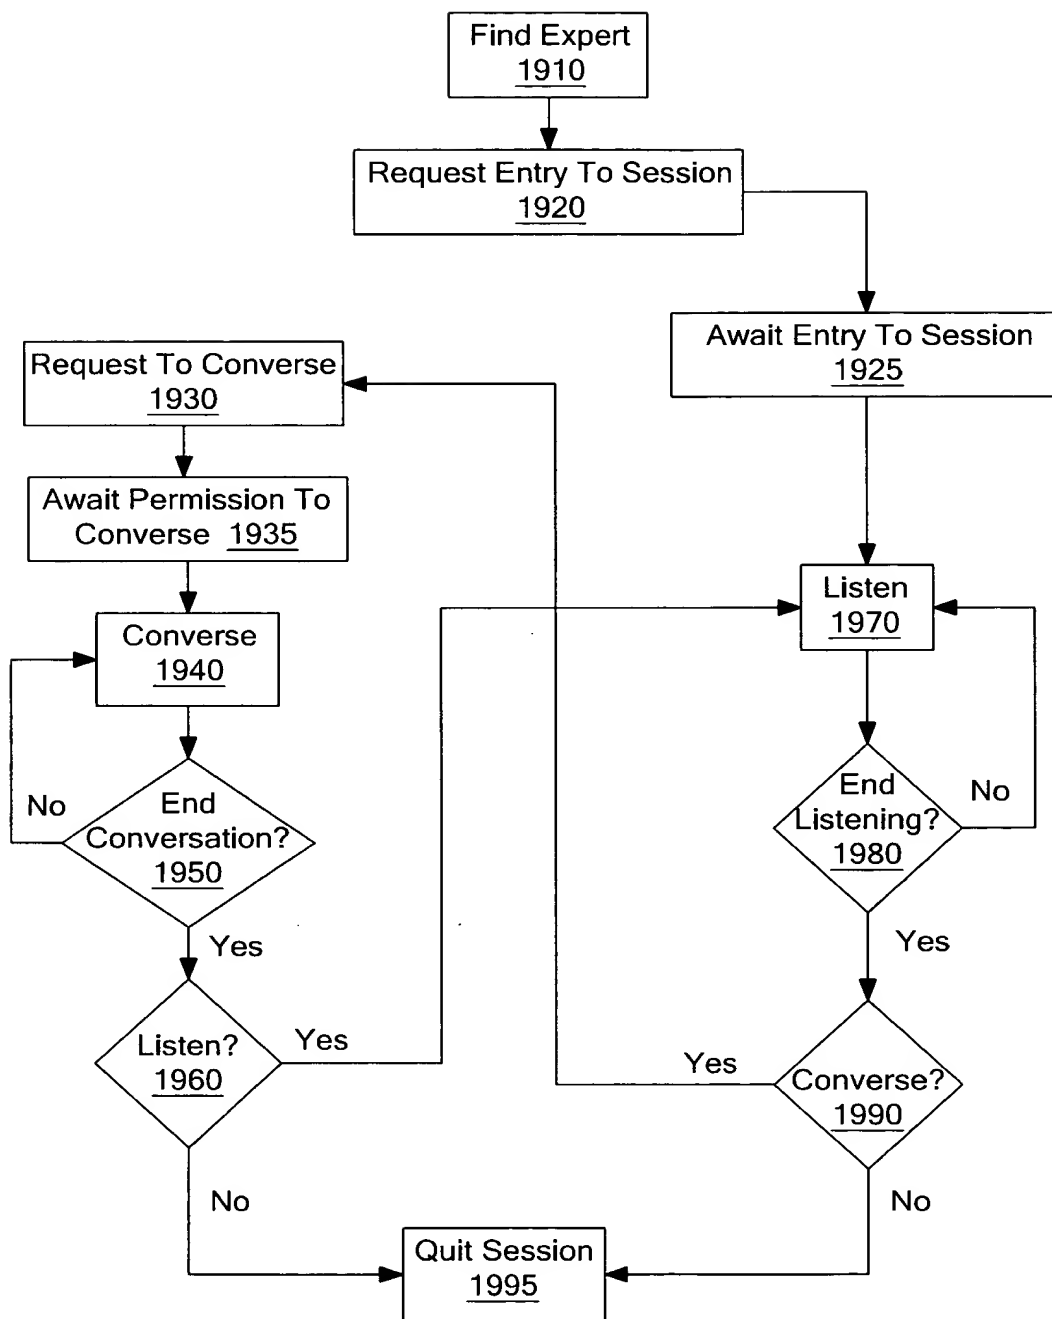 Find Expert
1910
Request Entry To Session
1920
Await Entry To Session
1925
Request To Converse
1930
Await Permission To
Converse 1935
Listen
1970
Converse
1940
End
Listening?
1980
No
End
Conversation?
1950
No
Yes
Yes
Listen?
1960
Yes
Converse?
1990
Yes
No
No
Quit Session
1995